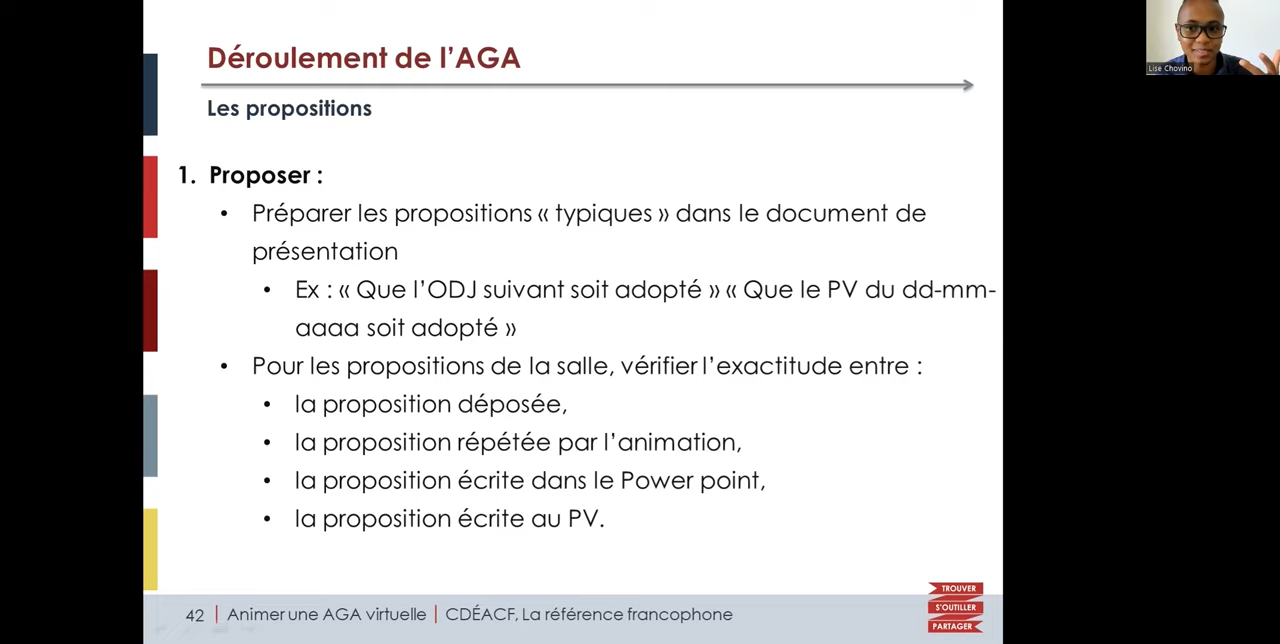 Déroulement de l'AGA
Lise Chovino
Les propositions
1. Proposer :
• Préparer les propositions « typiques » dans le document de
présentation
• Ex : « Que l'ODJ suivant soit adopté » « Que le PV du dd-mm-
aaaa soit adopté »
• Pour les propositions de la salle, vérifier l'exactitude entre :
• la proposition déposée,
• la proposition répétée par l'animation,
• la proposition écrite dans le Power point,
• la proposition écrite au PV.
42 | Animer une AGA virtuelle | CDÉACF, La référence francophone
TROUVER
S'OUTILLER
PARTAGER